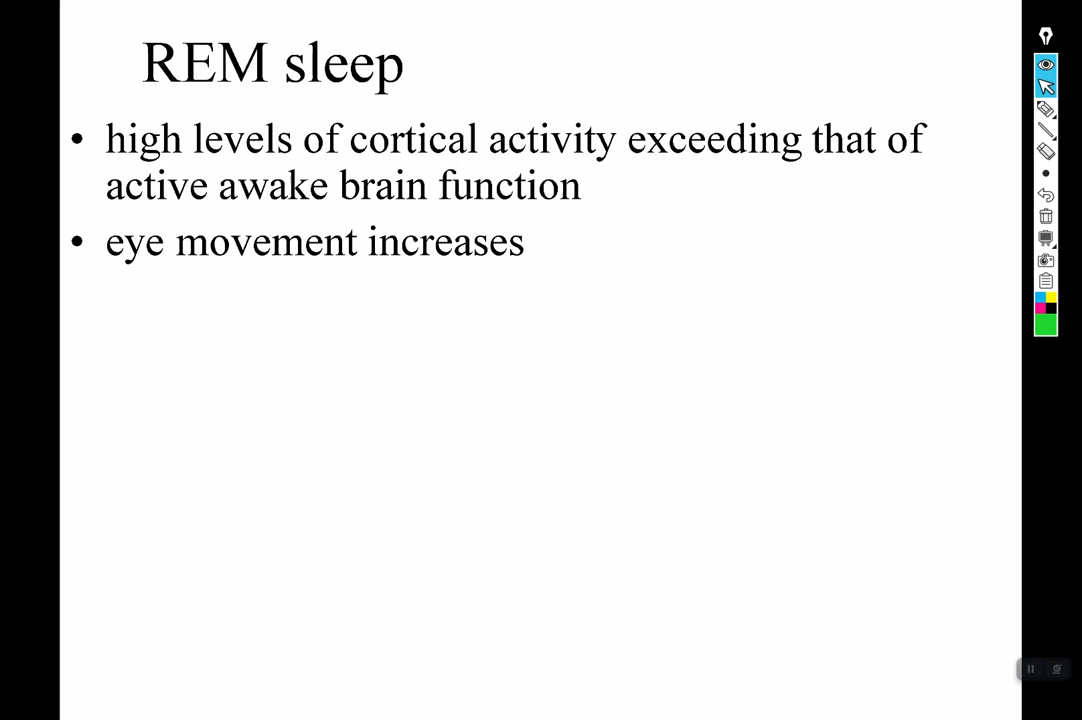 REM sleep
• high levels of cortical activity exceeding that of
active awake brain function
• eye movement increases